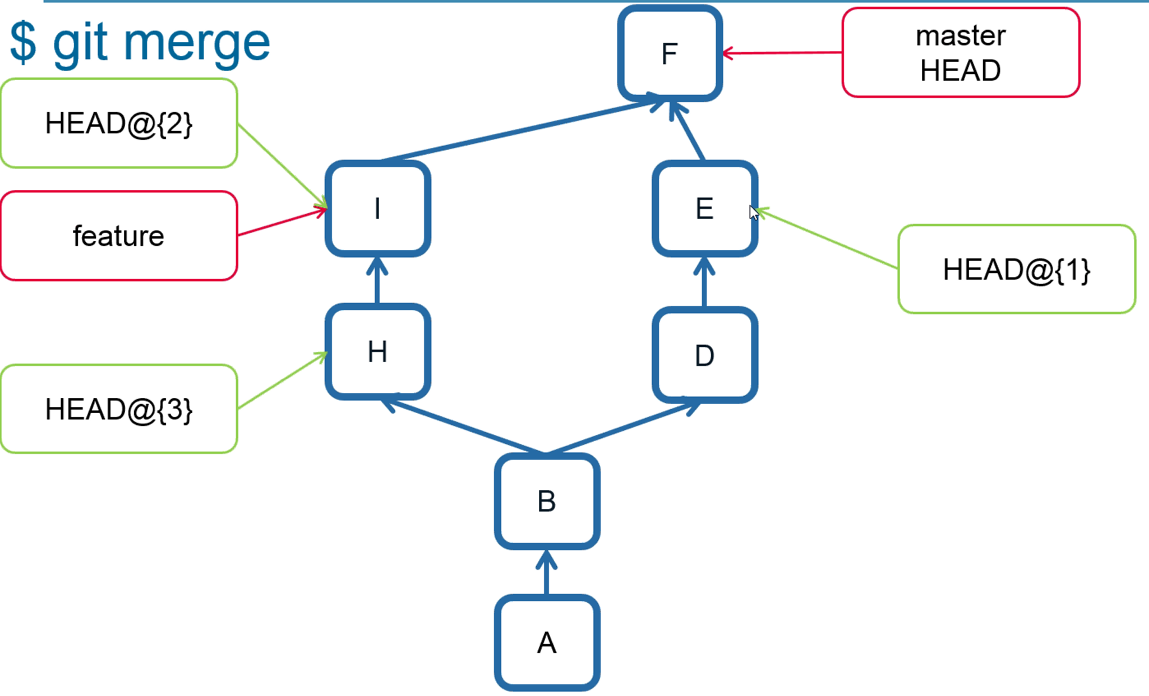 $ git merge
F
master
HEAD
HEAD@{2}
I
E
feature
HEAD@{1}
H
D
HEAD@{3}
B
A